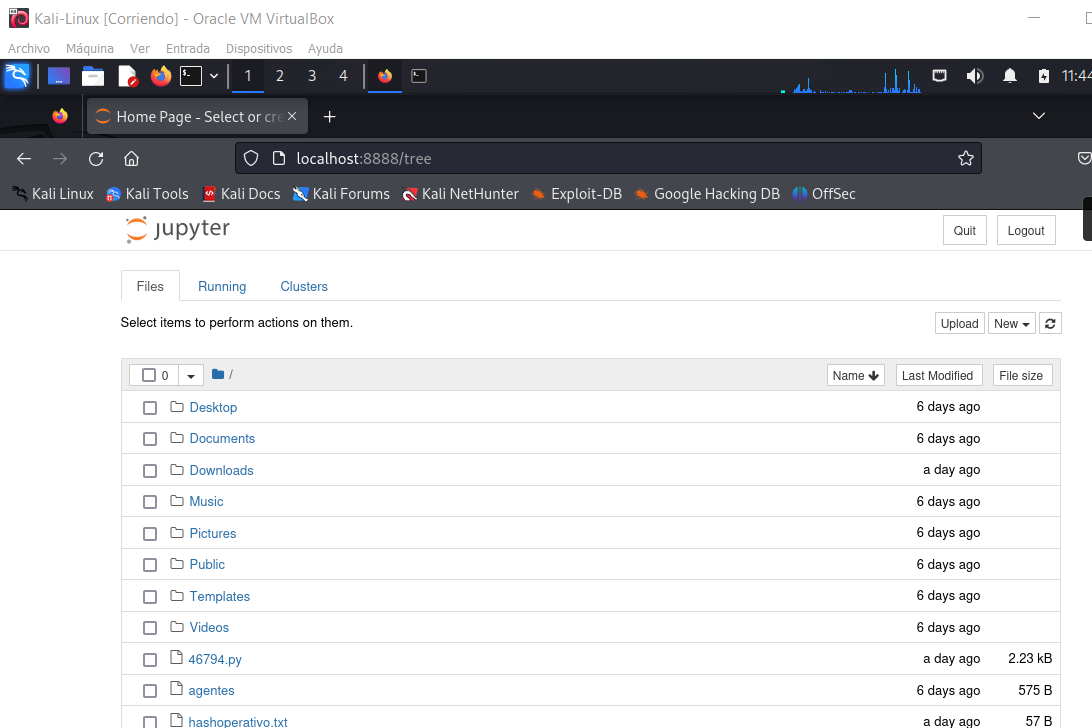 Kali-Linux [Corriendo] - Oracle VM VirtualBox
Archivo Máquina Ver Entrada Dispositivos Ayuda
1 2 3 4 11:44
Home Page - Select or cre
localhost:8888/tree
Kali Linux Kali Tools Kali Docs Kali Forums Kali NetHunter Exploit-DB Google Hacking DB OffSec
jupyter Quit Logout
Files Running Clusters
Select items to perform actions on them. Upload New
0 / Name Last Modified File size
Desktop 6 days ago
Documents 6 days ago
Downloads a day ago
Music 6 days ago
Pictures 6 days ago
Public 6 days ago
Templates 6 days ago
Videos 6 days ago
46794.py a day ago 2.23 kB
agentes 6 days ago 575 B
hashoperativo.txt a day ago 57 B